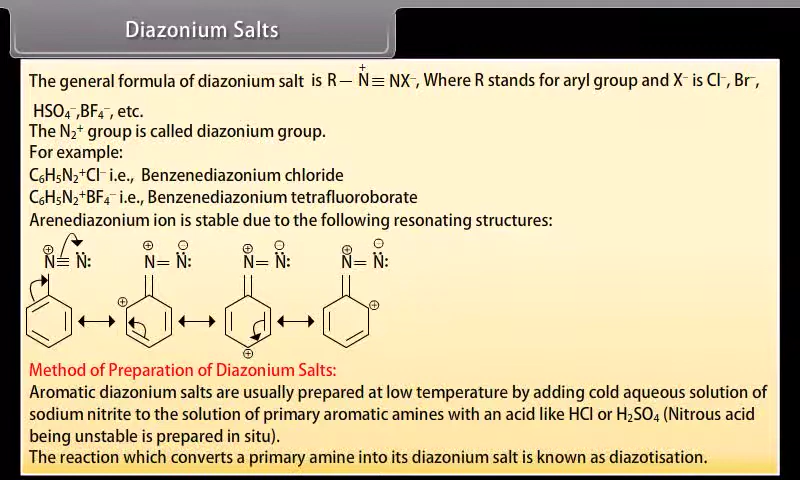 Diazonium Salts
The general formula of diazonium salt is R – N⁺ ≡ NX⁻, Where R stands for aryl group and X⁻ is Cl⁻, Br⁻,
HSO₄⁻,BF₄⁻, etc.
The N₂⁺ group is called diazonium group.
For example:
C₆H₅N₂⁺Cl⁻ i.e., Benzenediazonium chloride
C₆H₅N₂⁺BF₄⁻ i.e., Benzenediazonium tetrafluoroborate
Arenediazonium ion is stable due to the following resonating structures:
⊕ ⊕ ⊖ ⊕ ⊖ ⊕ ⊖
N≡ N: N= N̈: N= N̈: N= N̈:
⊕ ⊕
⊕
Method of Preparation of Diazonium Salts:
Aromatic diazonium salts are usually prepared at low temperature by adding cold aqueous solution of
sodium nitrite to the solution of primary aromatic amines with an acid like HCl or H₂SO₄ (Nitrous acid
being unstable is prepared in situ).
The reaction which converts a primary amine into its diazonium salt is known as diazotisation.